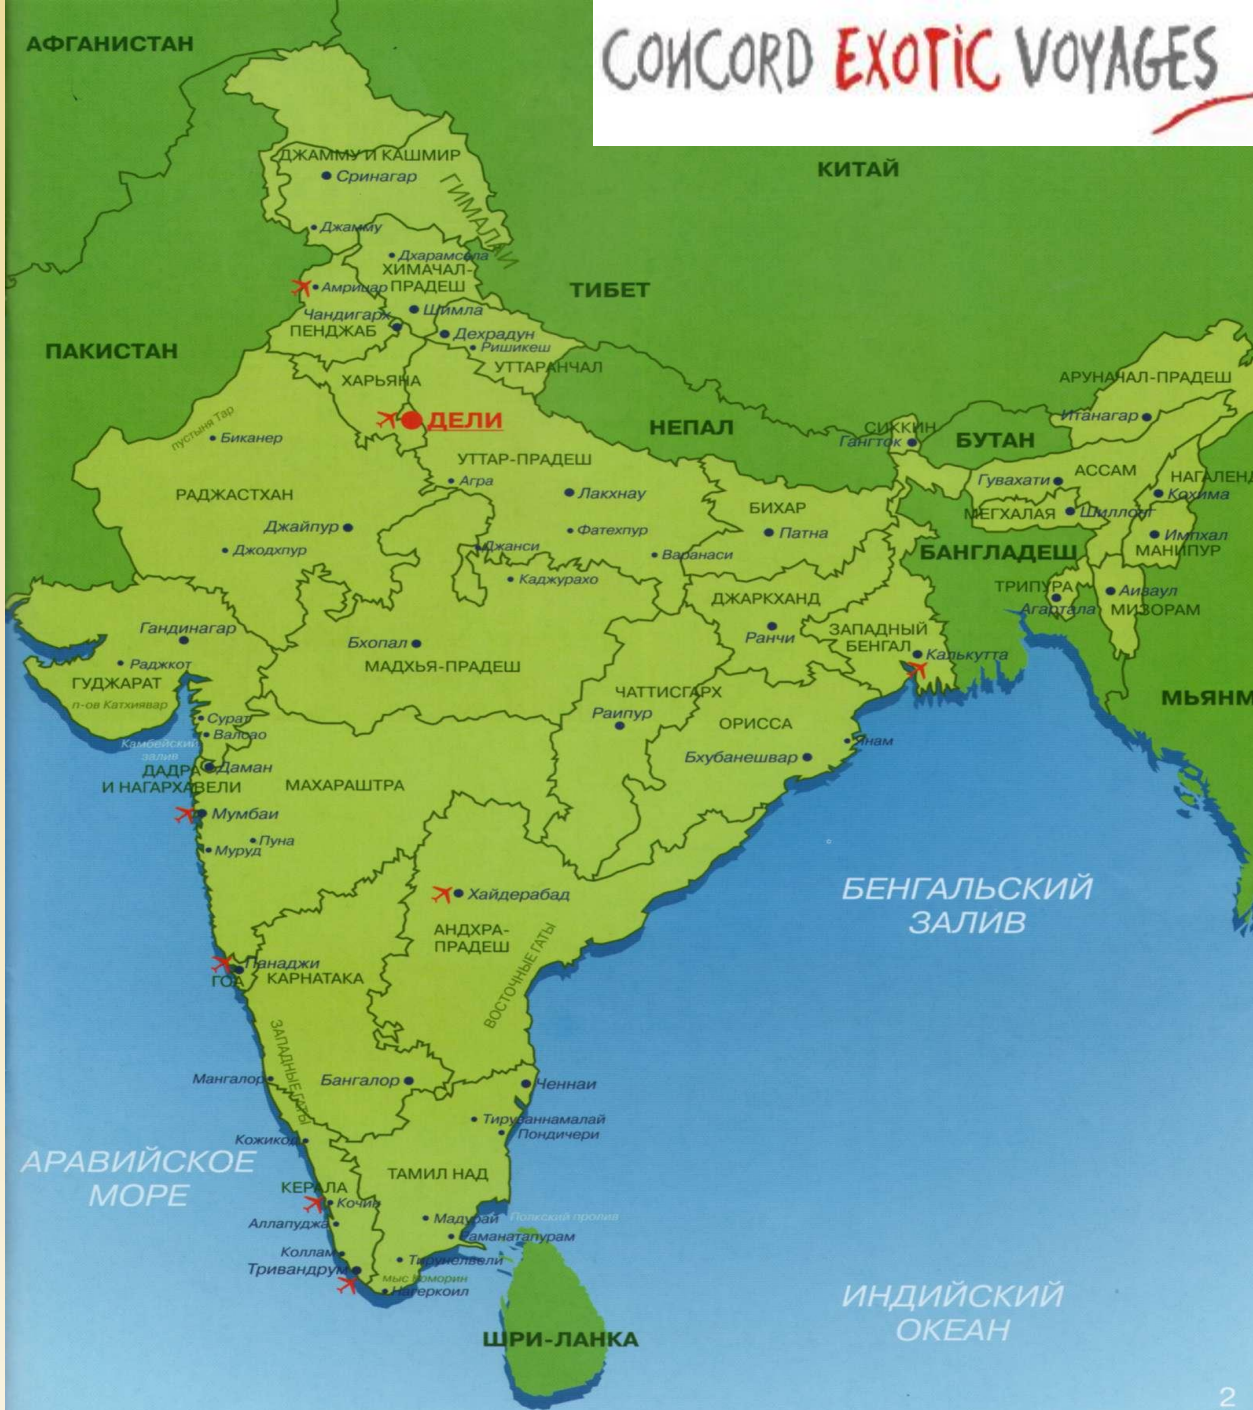 CONCORD EXOTIC VOYAGES
АФГАНИСТАН
КИТАЙ
ДЖАММУ И КАШМИР
Сринагар
ГИМАЛАИ
Джамму
Дхарамсала
ХИМАЧАЛ-
ПРАДЕШ
Амрицар
ТИБЕТ
Шимла
Чандигарх
ПЕНДЖАБ
Дехрадун
Ришикеш
ПАКИСТАН
УТТАРАНЧАЛ
ХАРЬЯНА
АРУНАЧАЛ-ПРАДЕШ
Итанагар
пустыня Тар
ДЕЛИ
НЕПАЛ
СИККИН
Гангток
БУТАН
Биканер
УТТАР-ПРАДЕШ
АССАМ
НАГАЛЕНД
Гувахати
Агра
РАДЖАСТХАН
Лакхнау
Кохима
БИХАР
МЕГХАЛАЯ
Шиллонг
Джайпур
Фатехпур
Патна
Импхал
МАНИПУР
Джодхпур
Джанси
Варанаси
БАНГЛАДЕШ
Каджурахо
ТРИПУРА
Агартала
Аизаул
МИЗОРАМ
ДЖАРКХАНД
Ранчи
ЗАПАДНЫЙ
БЕНГАЛ
Калькутта
Гандинагар
Бхопал
Раджкот
МАДХЬЯ-ПРАДЕШ
ГУДЖАРАТ
п-ов Катхиявар
ЧАТТИСГАРХ
Раипур
МЬЯНМ
Сурат
Валсао
ОРИССА
Янам
Камбейский
залив
Бхубанешвар
ДАДРА
И НАГАРХАВЕЛИ
Даман
МАХАРАШТРА
Мумбаи
Пуна
Муруд
Хайдерабад
БЕНГАЛЬСКИЙ
ЗАЛИВ
АНДХРА-
ПРАДЕШ
ВОСТОЧНЫЕ ГАТЫ
Панаджи
ГОА
КАРНАТАКА
ЗАПАДНЫЕ ГАТЫ
Мангалор
Бангалор
Ченнаи
Тируваннамалай
Пондичери
Кожикод
АРАВИЙСКОЕ
МОРЕ
ТАМИЛ НАД
КЕРАЛА
Кочин
Аллапуджа
Мадурай
Полкский пролив
Раманатапурам
Коллам
Тривандрум
Тирунелвели
мыс Коморин
Нагеркоил
ИНДИЙСКИЙ
ОКЕАН
ШРИ-ЛАНКА
2